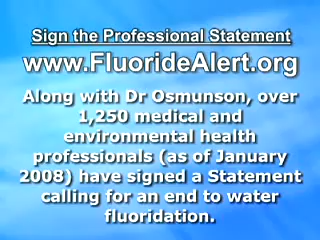 Sign the Professional Statement
www.FluorideAlert.org
Along with Dr Osmunson, over
1,250 medical and
environmental health
professionals (as of January
2008) have signed a Statement
calling for an end to water
fluoridation.